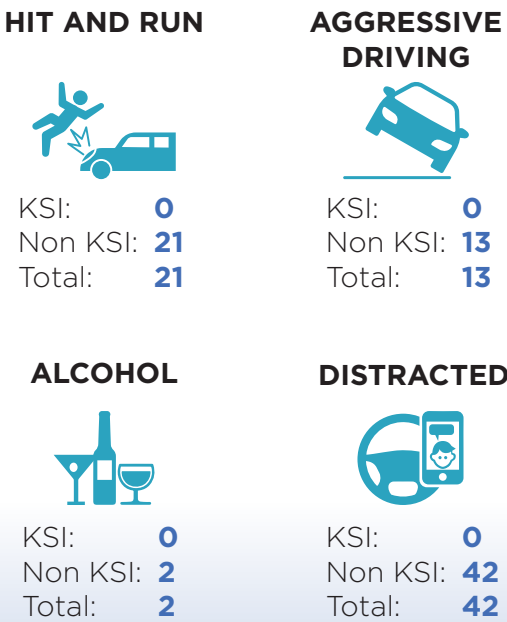 HIT AND RUN
KSI: 0
Non KSI: 21
Total: 21
AGGRESSIVE
DRIVING
KSI: 0
Non KSI: 13
Total: 13
ALCOHOL
KSI: 0
Non KSI: 2
Total: 2
DISTRACTED
KSI: 0
Non KSI: 42
Total: 42